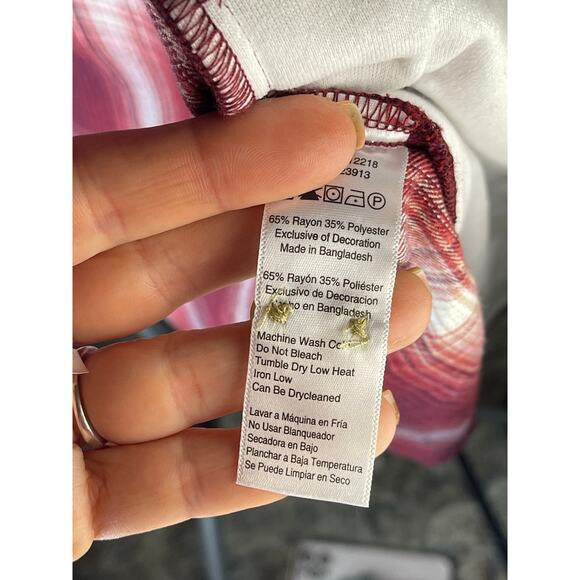 12218
23913
P
65% Rayon 35% Polyester
Exclusive of Decoration
Made in Bangladesh
65% Rayón 35% Poliéster
Exclusivo de Decoracion
en Bangladesh
Machine Wash
Do Not Bleach
Tumble Dry Low Heat
Iron Low
Can Be Drycleaned
Lavar a Máquina en Fría
No Usar Blanqueador
Secadora en Bajo
Planchar a Baja Temperatura
Se Puede Limpiar en Seco